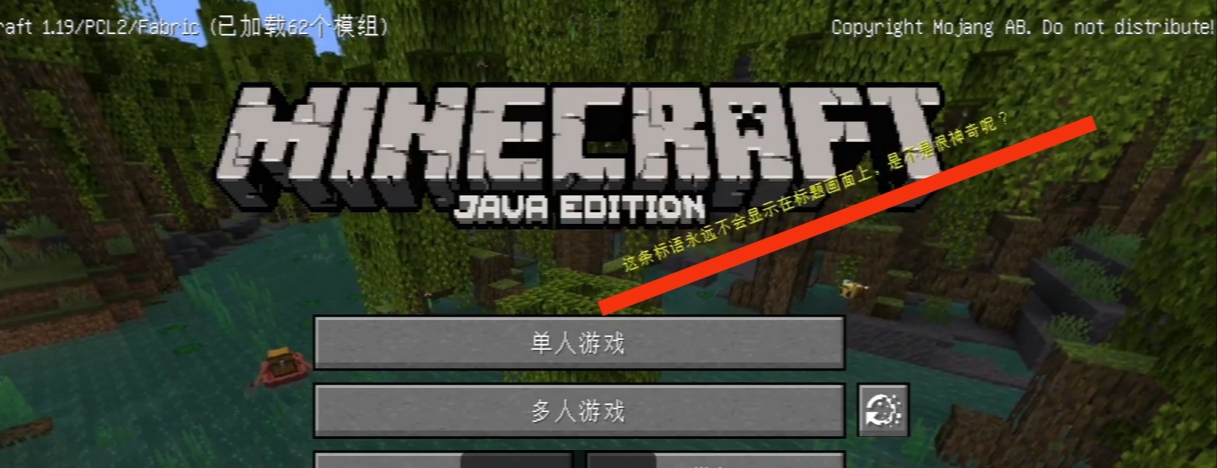 raft 1.19/PCL2/Fabric (已加载62个模组)
Copyright Mojang AB. Do not distribute!
MINECRAFT
JAVA EDITION
这条标语永远不会显示在标题画面上，是不是很神奇呢？
单人游戏
多人游戏